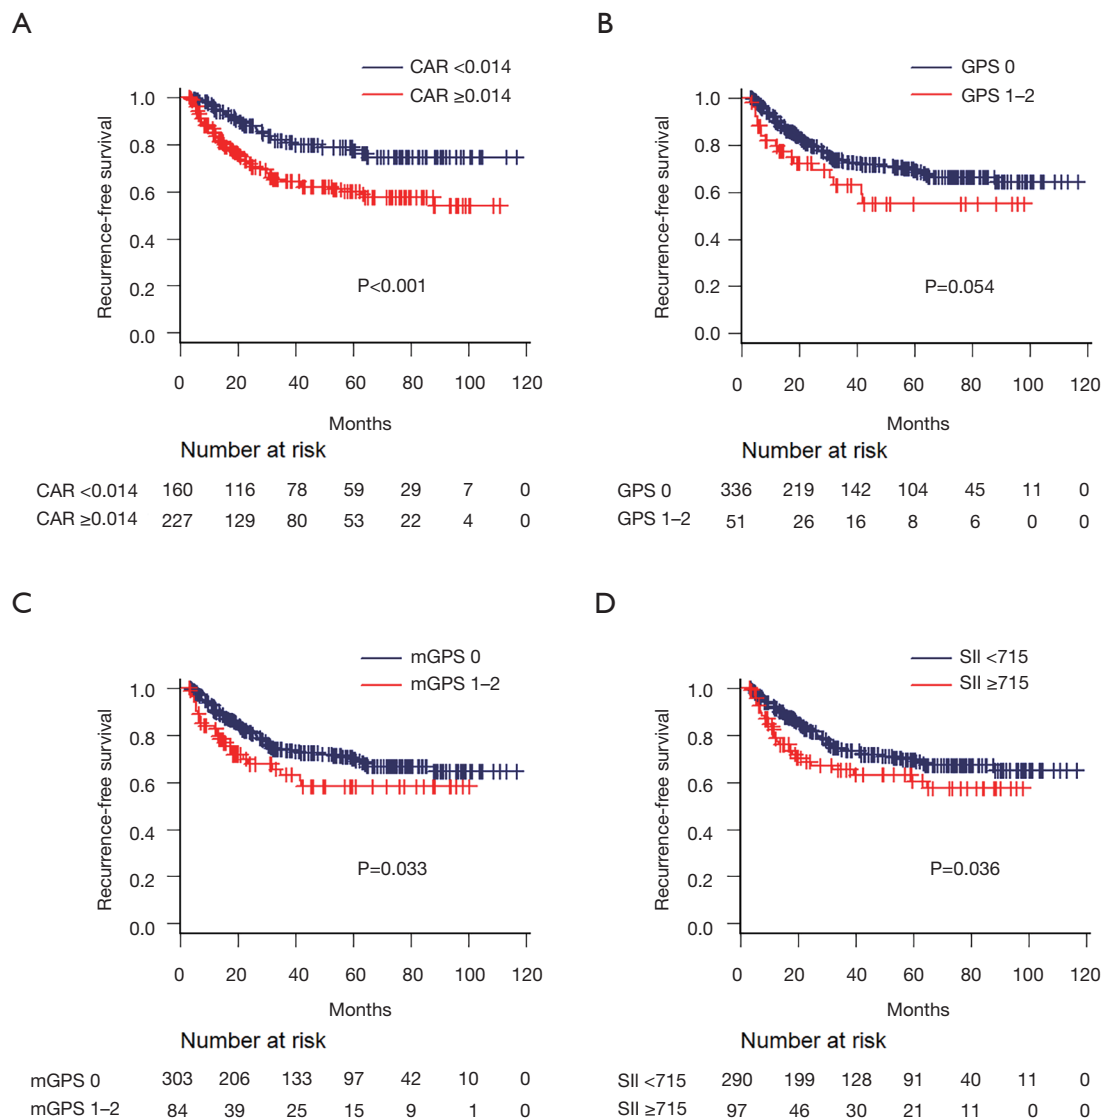 A
CAR <0.014
CAR ≥0.014
Recurrence-free survival
1.0
0.8
0.6
0.4
0.2
0.0
P<0.001
0 20 40 60 80 100 120
Months
Number at risk
CAR <0.014 160 116 78 59 29 7 0
CAR ≥0.014 227 129 80 53 22 4 0
B
GPS 0
GPS 1–2
Recurrence-free survival
1.0
0.8
0.6
0.4
0.2
0.0
P=0.054
0 20 40 60 80 100 120
Months
Number at risk
GPS 0 336 219 142 104 45 11 0
GPS 1–2 51 26 16 8 6 0 0
C
mGPS 0
mGPS 1–2
Recurrence-free survival
1.0
0.8
0.6
0.4
0.2
0.0
P=0.033
0 20 40 60 80 100 120
Months
Number at risk
mGPS 0 303 206 133 97 42 10 0
mGPS 1–2 84 39 25 15 9 1 0
D
SII <715
SII ≥715
Recurrence-free survival
1.0
0.8
0.6
0.4
0.2
0.0
P=0.036
0 20 40 60 80 100 120
Months
Number at risk
SII <715 290 199 128 91 40 11 0
SII ≥715 97 46 30 21 11 0 0